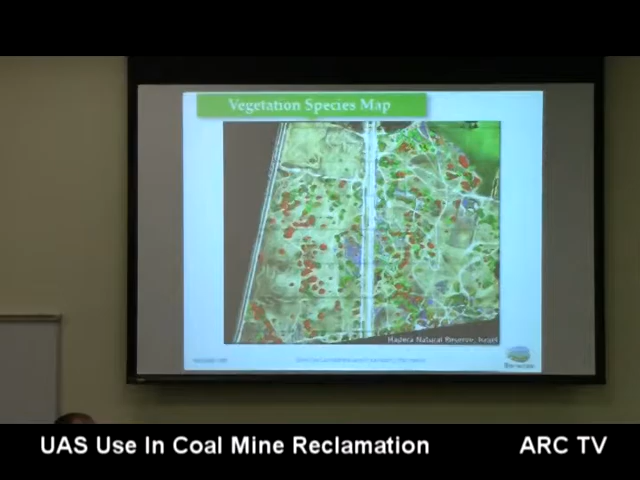 Vegetation Species Map
Hadera Natural Reserve, Israel
UAS Use In Coal Mine Reclamation
ARC TV